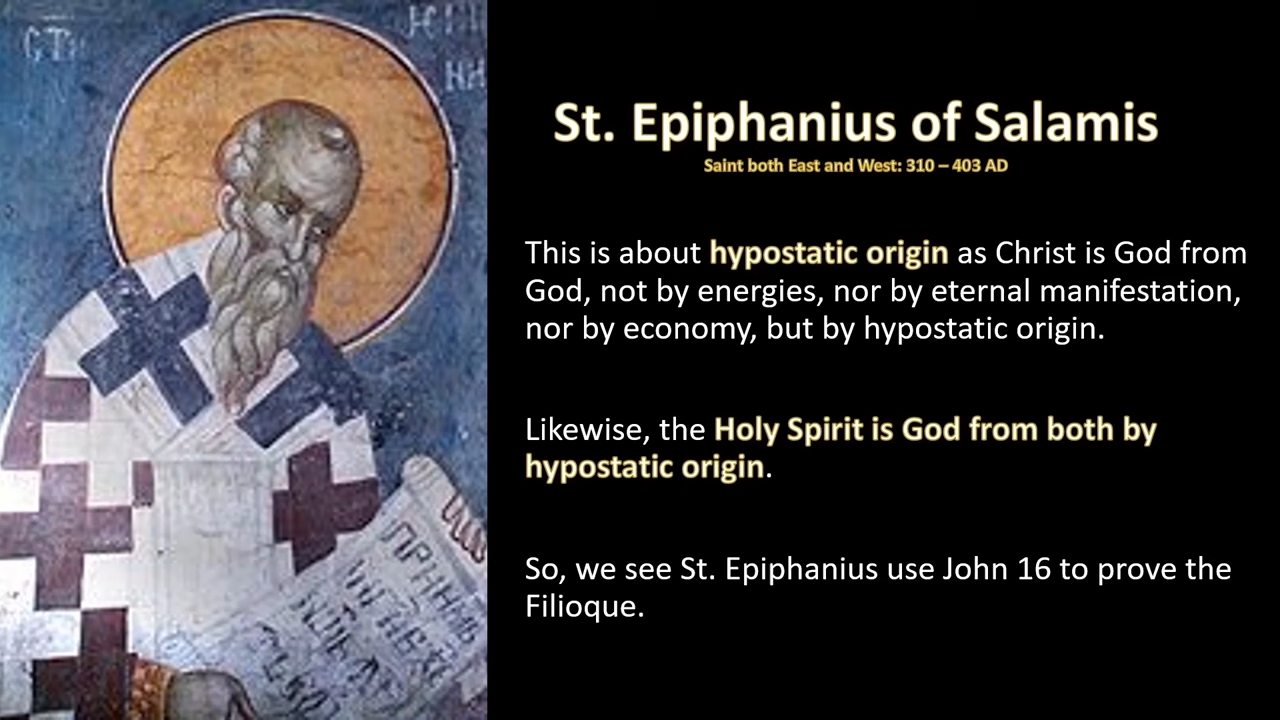 СТИ
St. Epiphanius of Salamis
Saint both East and West: 310 – 403 AD
This is about hypostatic origin as Christ is God from
God, not by energies, nor by eternal manifestation,
nor by economy, but by hypostatic origin.
Likewise, the Holy Spirit is God from both by
hypostatic origin.
So, we see St. Epiphanius use John 16 to prove the
Filioque.